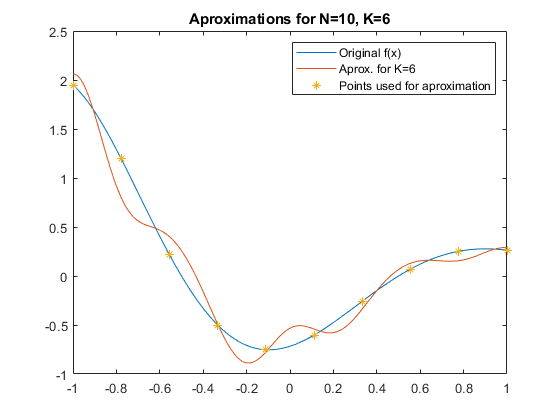 Aproximations for N=10, K=6
2.5
2
1.5
1
0.5
0
-0.5
-1
-1 -0.8 -0.6 -0.4 -0.2 0 0.2 0.4 0.6 0.8 1
Original f(x)
Aprox. for K=6
Points used for aproximation